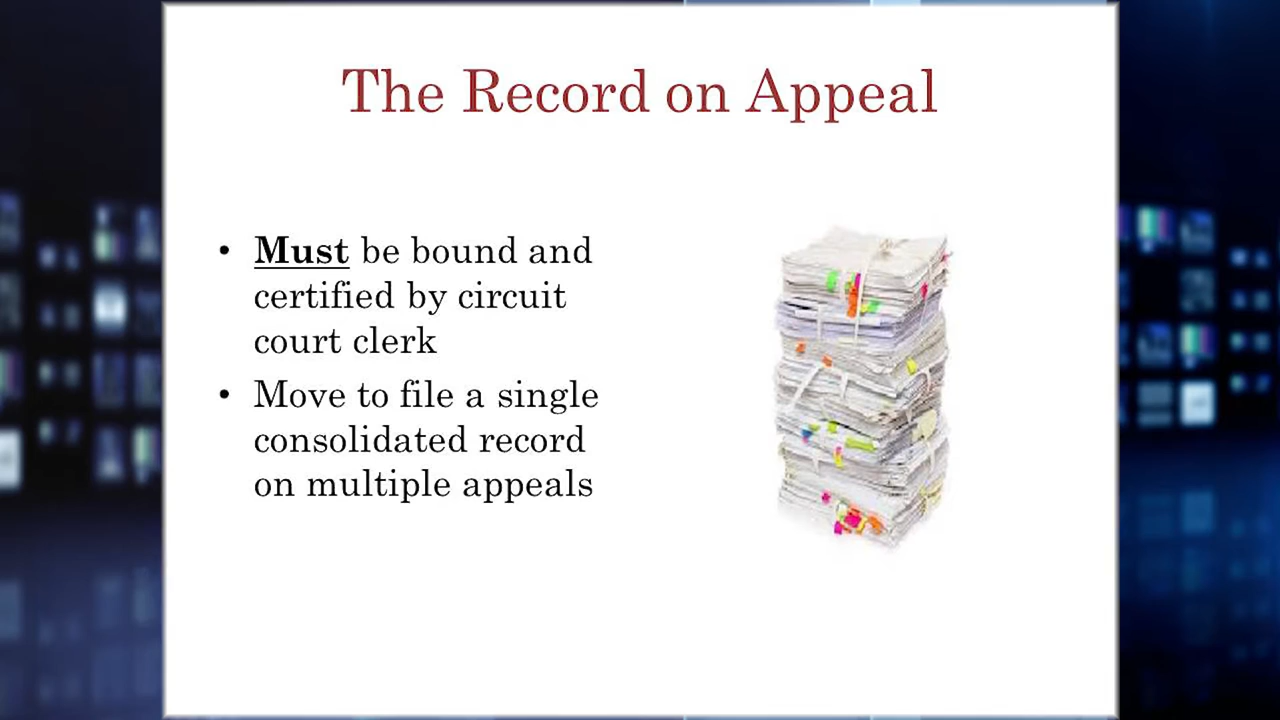 The Record on Appeal
• Must be bound and
certified by circuit
court clerk
• Move to file a single
consolidated record
on multiple appeals